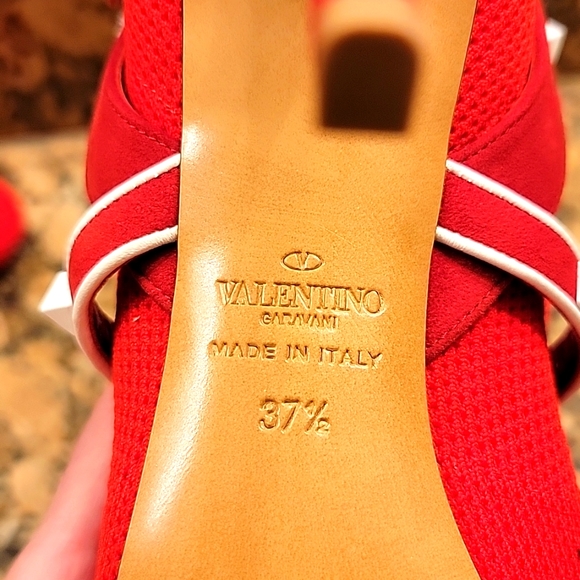 V
VALENTINO
GARAVANI
MADE IN ITALY
37½